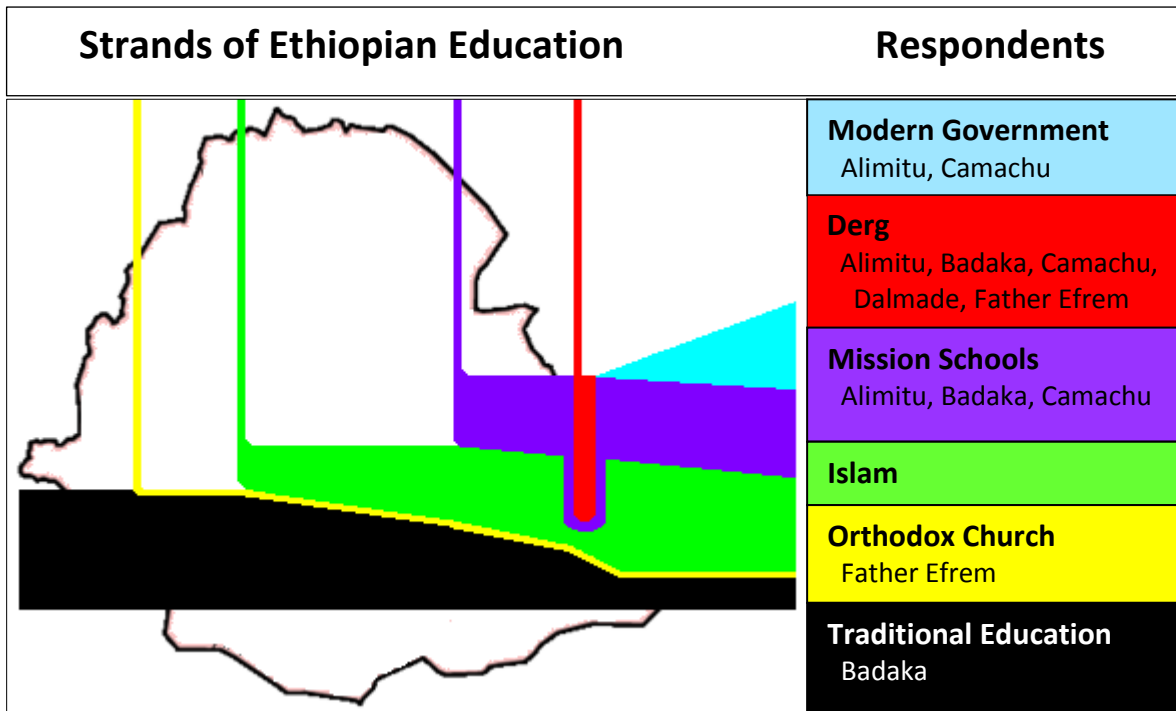 Strands of Ethiopian Education
Respondents
Modern Government
Alimitu, Camachu
Derg
Alimitu, Badaka, Camachu,
Dalmade, Father Efrem
Mission Schools
Alimitu, Badaka, Camachu
Islam
Orthodox Church
Father Efrem
Traditional Education
Badaka